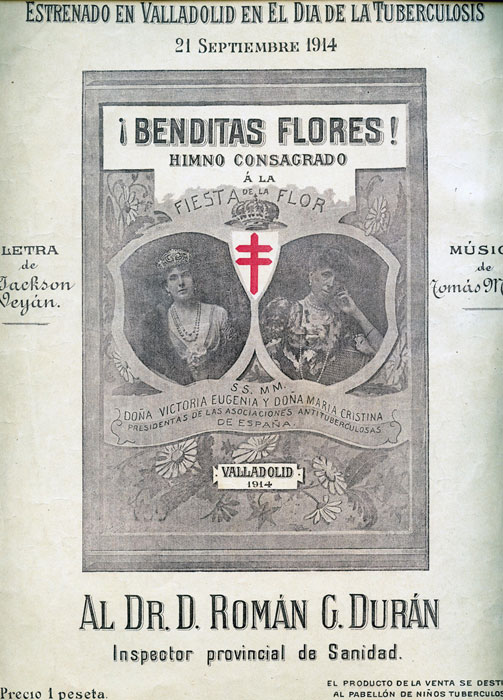 ESTRENADO EN VALLADOLID EN EL DIA DE LA TUBERCULOSIS
21 SEPTIEMBRE 1914
¡BENDITAS FLORES!
HIMNO CONSAGRADO
Á LA
FIESTA DE LA FLOR
LETRA
de
Jackson
Veyán.
MÚSIC
de
Tomás M
SS. MM.
DOÑA VICTORIA EUGENIA Y DOÑA MARIA CRISTINA
PRESIDENTAS DE LAS ASOCIACIONES ANTITUBERCULOSAS
DE ESPAÑA.
VALLADOLID
1914
AL DR. D. ROMÁN G. DURÁN
Inspector provincial de Sanidad.
Precio 1 peseta.
EL PRODUCTO DE LA VENTA SE DESTI
AL PABELLÓN DE NIÑOS TUBERCULO